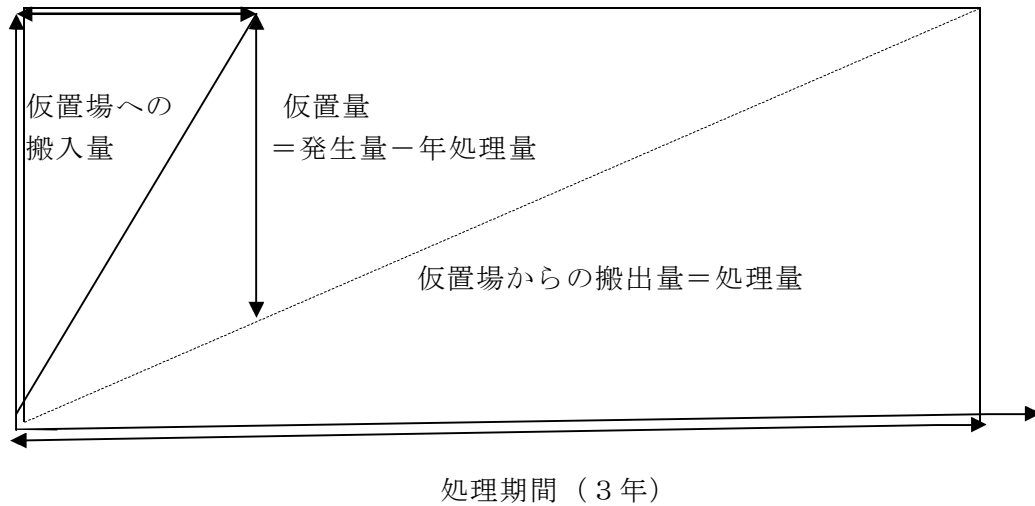 仮置場への
搬入量
仮置量
＝発生量－年処理量
仮置場からの搬出量＝処理量
処理期間（３年）